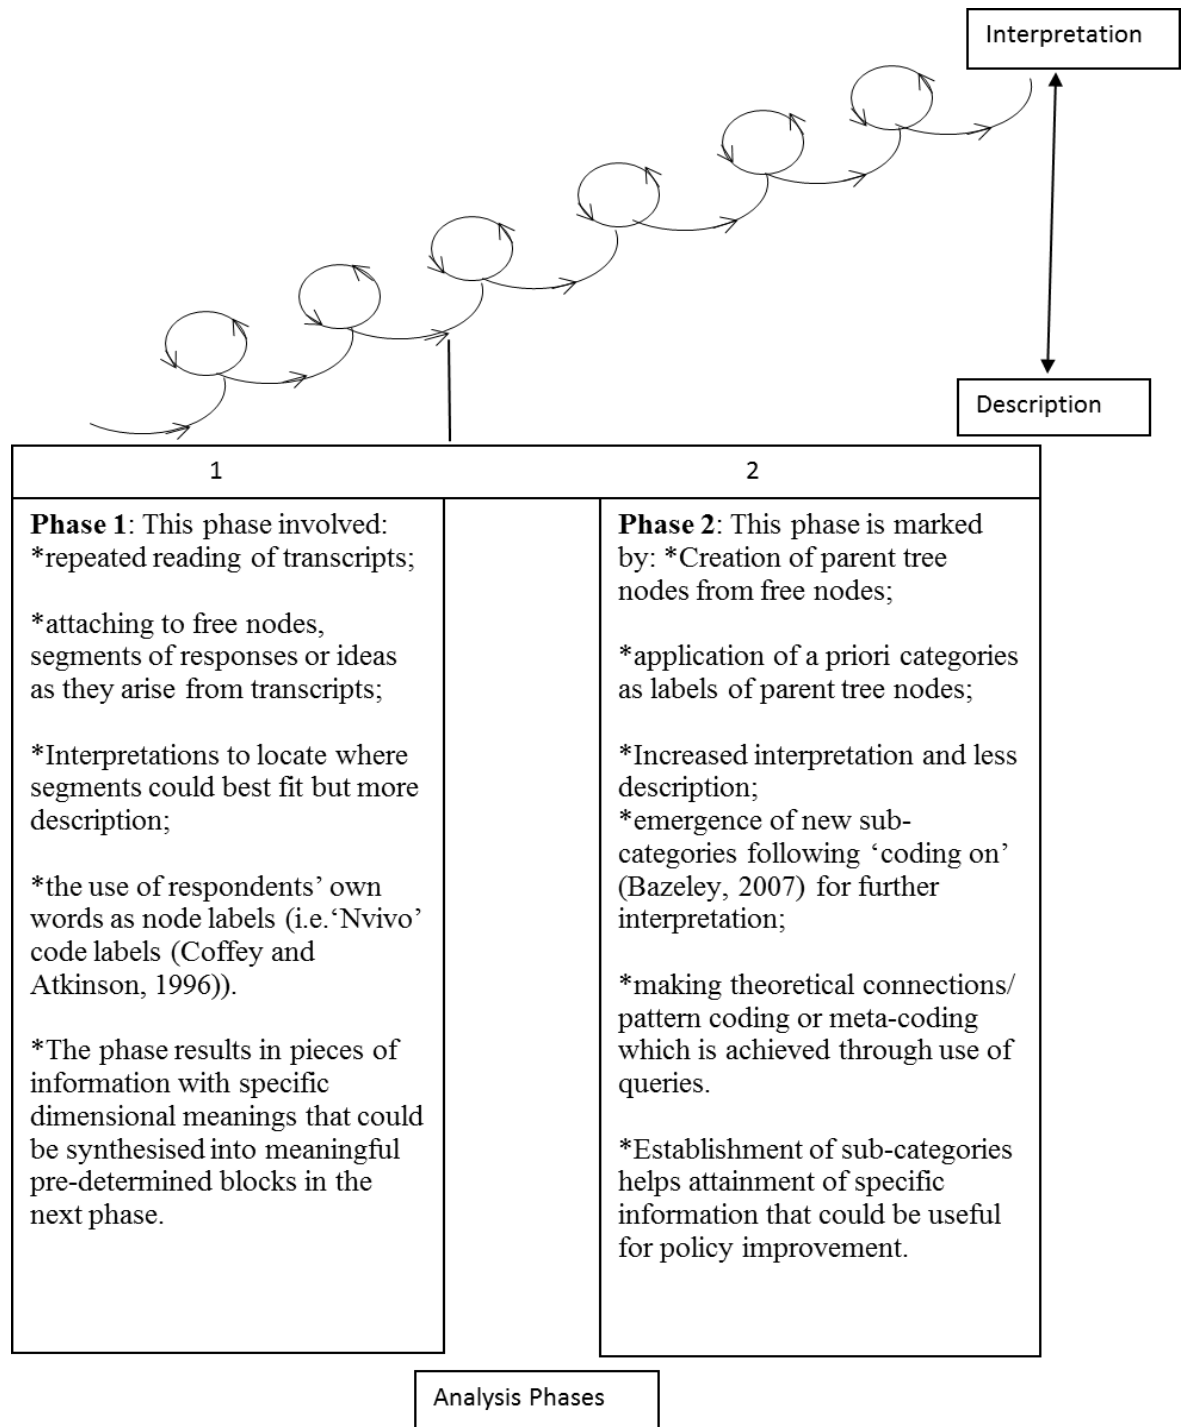 Interpretation
Description
1
2
Phase 1: This phase involved:
*repeated reading of transcripts;
*attaching to free nodes,
segments of responses or ideas
as they arise from transcripts;
*Interpretations to locate where
segments could best fit but more
description;
*the use of respondents’ own
words as node labels (i.e.‘Nvivo’
code labels (Coffey and
Atkinson, 1996)).
*The phase results in pieces of
information with specific
dimensional meanings that could
be synthesised into meaningful
pre-determined blocks in the
next phase.
Phase 2: This phase is marked
by: *Creation of parent tree
nodes from free nodes;
*application of a priori categories
as labels of parent tree nodes;
*Increased interpretation and less
description;
*emergence of new sub-
categories following ‘coding on’
(Bazeley, 2007) for further
interpretation;
*making theoretical connections/
pattern coding or meta-coding
which is achieved through use of
queries.
*Establishment of sub-categories
helps attainment of specific
information that could be useful
for policy improvement.
Analysis Phases